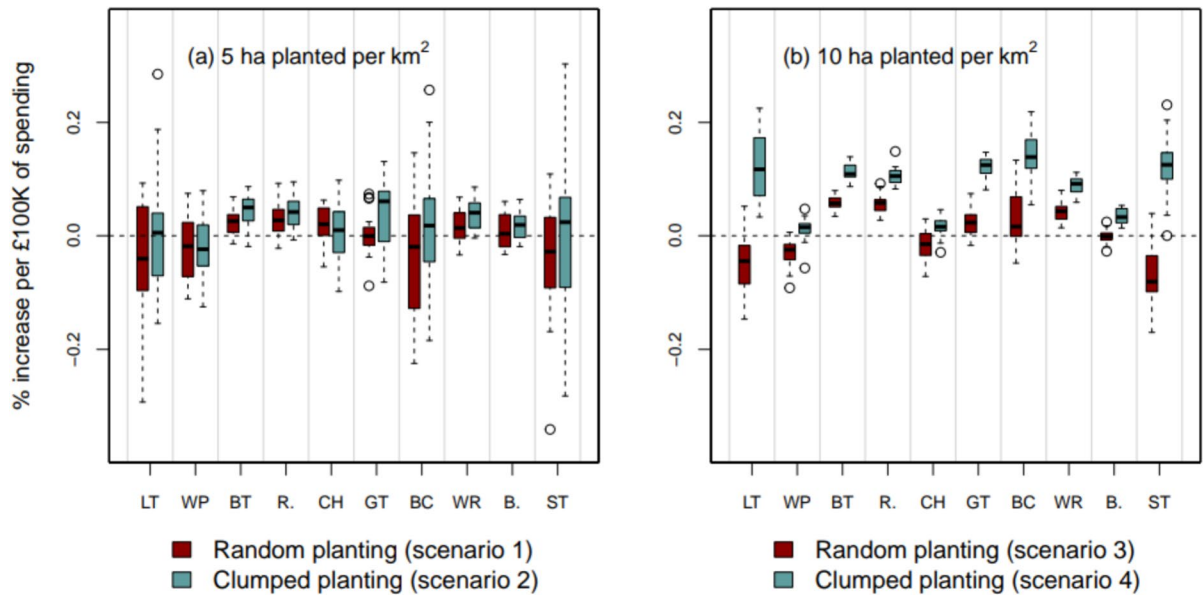 % increase per £100K of spending
(a) 5 ha planted per km²
0.2
0.0
−0.2
LT WP BT R. CH GT BC WR B. ST
Random planting (scenario 1)
Clumped planting (scenario 2)
(b) 10 ha planted per km²
0.2
0.0
−0.2
LT WP BT R. CH GT BC WR B. ST
Random planting (scenario 3)
Clumped planting (scenario 4)